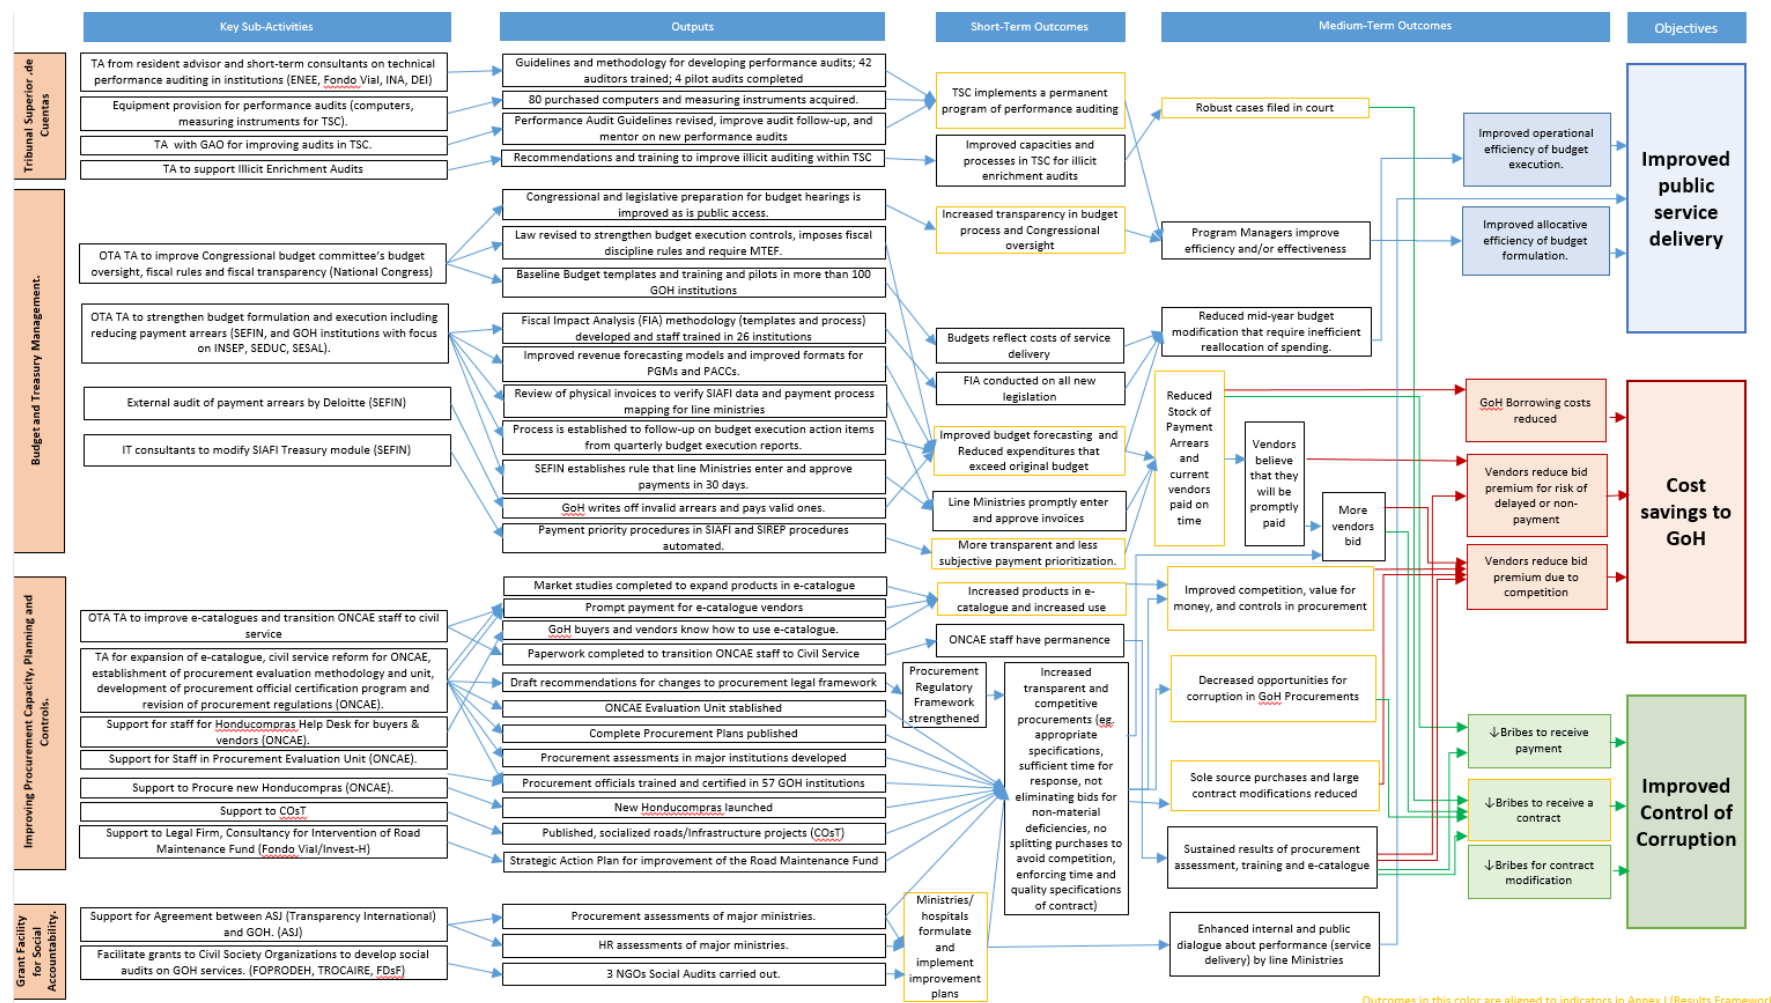 Key Sub-Activities
Outputs
Short-Term Outcomes
Medium-Term Outcomes
Objectives
Tribunal Superior .de
Cuentas
TA from resident advisor and short-term consultants on technical
performance auditing in institutions (ENEE, Fondo Vial, INA, DEI)
Equipment provision for performance audits (computers,
measuring instruments for TSC).
TA with GAO for improving audits in TSC.
TA to support Illicit Enrichment Audits
Guidelines and methodology for developing performance audits; 42
auditors trained; 4 pilot audits completed
80 purchased computers and measuring instruments acquired.
Performance Audit Guidelines revised, improve audit follow-up, and
mentor on new performance audits
Recommendations and training to improve illicit auditing within TSC
TSC implements a permanent
program of performance auditing
Improved capacities and
processes in TSC for illicit
enrichment audits
Robust cases filed in court
Improved operational
efficiency of budget
execution.
Improved
public
service
delivery
Budget and Treasury Management.
OTA TA to improve Congressional budget committee's budget
oversight, fiscal rules and fiscal transparency (National Congress)
OTA TA to strengthen budget formulation and execution including
reducing payment arrears (SEFIN, and GOH institutions with focus
on INSEP, SEDUC, SESAL).
External audit of payment arrears by Deloitte (SEFIN)
IT consultants to modify SIAFI Treasury module (SEFIN)
Congressional and legislative preparation for budget hearings is
improved as is public access.
Law revised to strengthen budget execution controls, imposes fiscal
discipline rules and require MTEF.
Baseline Budget templates and training and pilots in more than 100
GOH institutions
Fiscal Impact Analysis (FIA) methodology (templates and process)
developed and staff trained in 26 institutions
Improved revenue forecasting models and improved formats for
PGMs and PACCs.
Review of physical invoices to verify SIAFI data and payment process
mapping for line ministries
Process is established to follow-up on budget execution action items
from quarterly budget execution reports.
SEFIN establishes rule that line Ministries enter and approve
payments in 30 days.
GoH writes off invalid arrears and pays valid ones.
Payment priority procedures in SIAFI and SIREP procedures
automated.
Increased transparency in budget
process and Congressional
oversight
Budgets reflect costs of service
delivery
FIA conducted on all new
legislation
Improved budget forecasting and
Reduced expenditures that
exceed original budget
Line Ministries promptly enter
and approve invoices
More transparent and less
subjective payment prioritization.
Program Managers improve
efficiency and/or effectiveness
Reduced mid-year budget
modification that require inefficient
reallocation of spending.
Reduced
Stock of
Payment
Arrears
and
current
vendors
paid on
time
Vendors
believe
that they
will be
promptly
paid
More
vendors
bid
Improved allocative
efficiency of budget
formulation.
GoH Borrowing costs
reduced
Vendors reduce bid
premium for risk of
delayed or non-
payment
Vendors reduce bid
premium due to
competition
Cost
savings to
GoH
Improving Procurement Capacity, Planning and
Controls.
OTA TA to improve e-catalogues and transition ONCAE staff to civil
service
TA for expansion of e-catalogue, civil service reform for ONCAE,
establishment of procurement evaluation methodology and unit,
development of procurement official certification program and
revision of procurement regulations (ONCAE).
Support for staff for Honducompras Help Desk for buyers &
vendors (ONCAE).
Support for Staff in Procurement Evaluation Unit (ONCAE).
Support to Procure new Honducompras (ONCAE).
Support to COsT
Support to Legal Firm, Consultancy for Intervention of Road
Maintenance Fund (Fondo Vial/Invest-H)
Market studies completed to expand products in e-catalogue
Prompt payment for e-catalogue vendors
GoH buyers and vendors know how to use e-catalogue.
Paperwork completed to transition ONCAE staff to Civil Service
Draft recommendations for changes to procurement legal framework
ONCAE Evaluation Unit stablished
Complete Procurement Plans published
Procurement assessments in major institutions developed
Procurement officials trained and certified in 57 GOH institutions
New Honducompras launched
Published, socialized roads/Infrastructure projects (COsT)
Strategic Action Plan for improvement of the Road Maintenance Fund
Increased products in e-
catalogue and increased use
ONCAE staff have permanence
Procurement
Regulatory
Framework
strengthened
Increased
transparent and
competitive
procurements (eg.
appropriate
specifications,
sufficient time for
response, not
eliminating bids for
non-material
deficiencies, no
splitting purchases to
avoid competition,
enforcing time and
quality specifications
of contract)
Improved competition, value for
money, and controls in procurement
Decreased opportunities for
corruption in GoH Procurements
Sole source purchases and large
contract modifications reduced
Sustained results of procurement
assessment, training and e-catalogue
↓Bribes to receive
payment
↓Bribes to receive a
contract
↓Bribes for contract
modification
Improved
Control of
Corruption
Grant Facility
for Social
Accountability.
Support for Agreement between ASJ (Transparency International)
and GOH. (ASJ)
Facilitate grants to Civil Society Organizations to develop social
audits on GOH services. (FOPRODEH, TROCAIRE, FDsF)
Procurement assessments of major ministries.
HR assessments of major ministries.
3 NGOs Social Audits carried out.
Ministries/
hospitals
formulate
and
implement
improvement
plans
Enhanced internal and public
dialogue about performance (service
delivery) by line Ministries
Outcomes in this color are aligned to indicators in Annex I (Results Framework